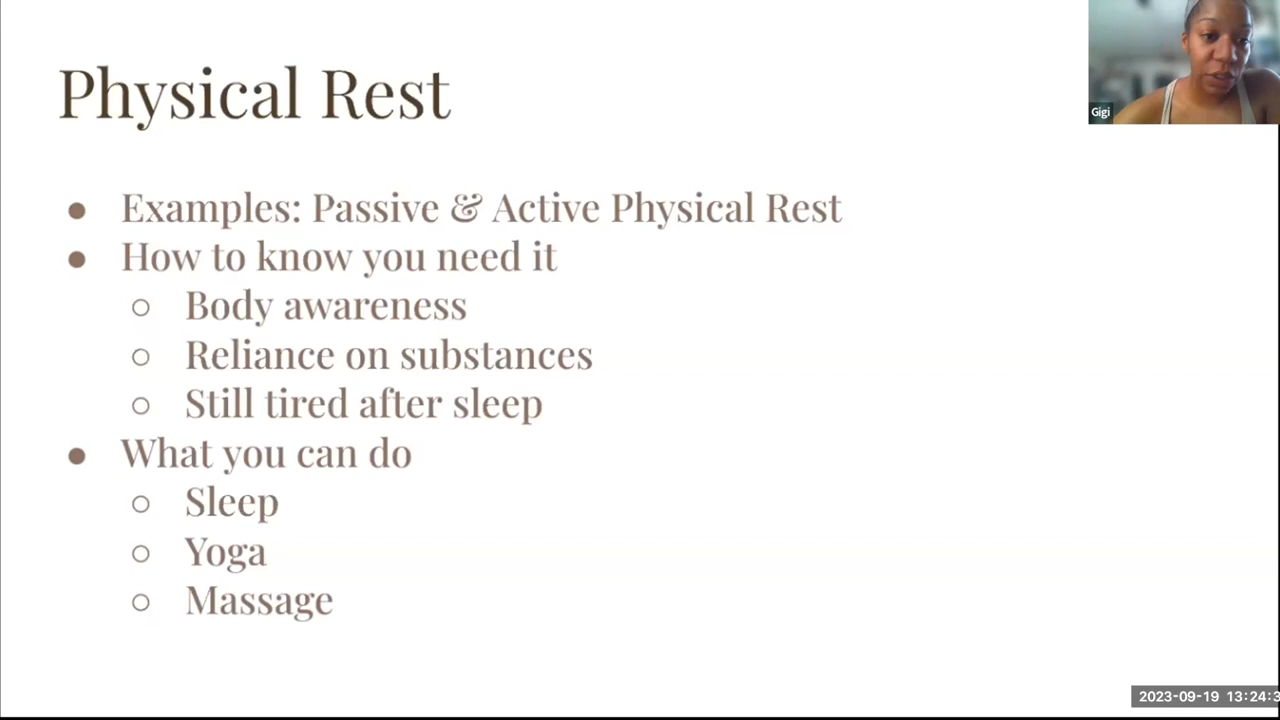 Physical Rest
Gigi
● Examples: Passive & Active Physical Rest
● How to know you need it
○ Body awareness
○ Reliance on substances
○ Still tired after sleep
● What you can do
○ Sleep
○ Yoga
○ Massage
2023-09-19 13:24:3